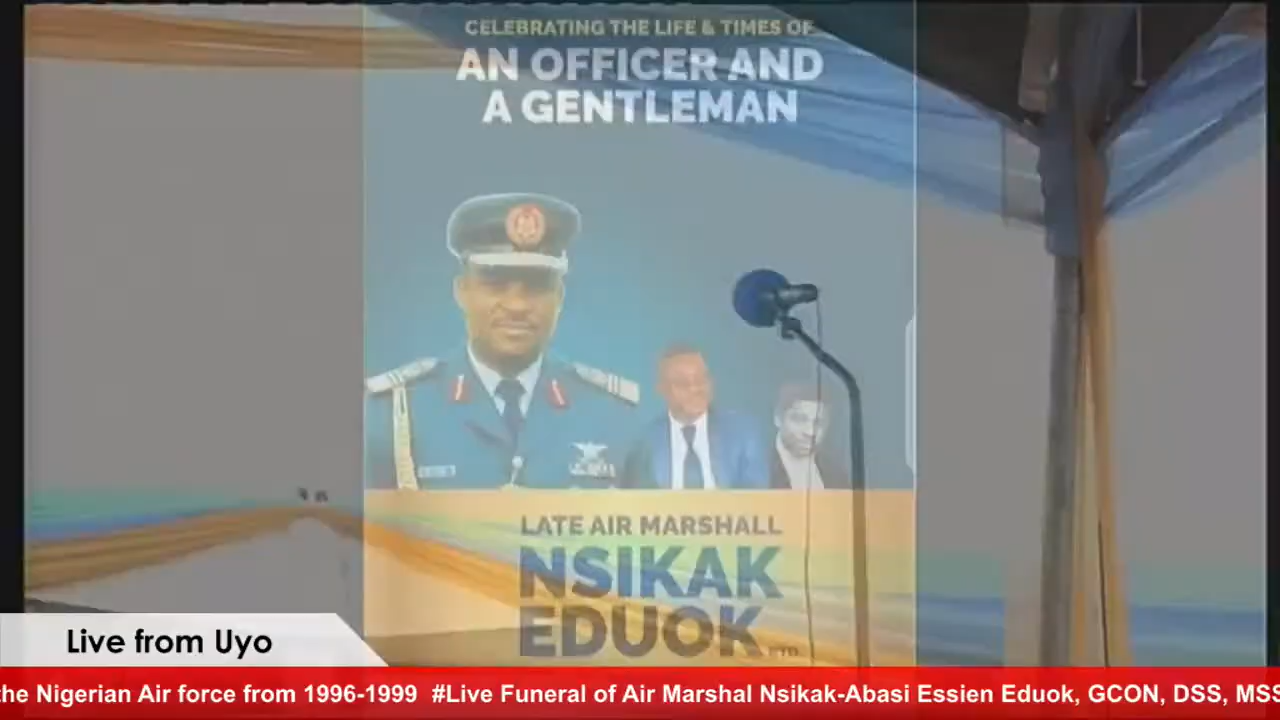 CELEBRATING THE LIFE & TIMES OF
AN OFFICER AND
A GENTLEMAN
LATE AIR MARSHALL
NSIKAK
EDUOK RTD.
Live from Uyo
the Nigerian Air force from 1996-1999 #Live Funeral of Air Marshal Nsikak-Abasi Essien Eduok, GCON, DSS, MSS